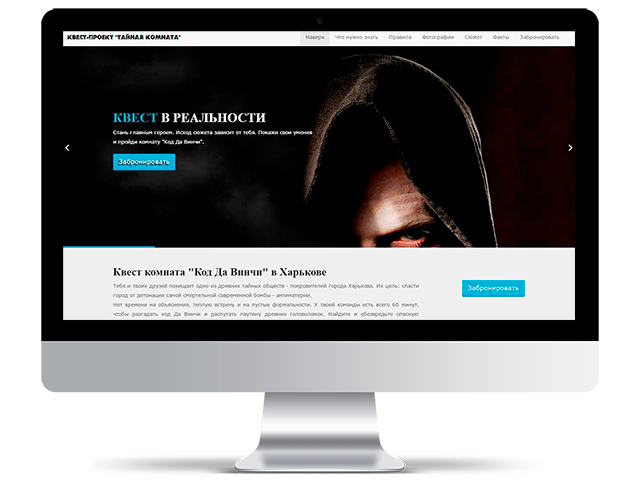 КВЕСТ-ПРОЕКТ "ТАЙНАЯ КОМНАТА"
Наверх Что нужно знать Правила Фотографии Сюжет Факты Забронировать
КВЕСТ В РЕАЛЬНОСТИ
Стань главным героем. Исход сюжета зависит от тебя. Покажи свои умения
и пройди комнату "Код Да Винчи".
Забронировать
Квест комната "Код Да Винчи" в Харькове
Тебя и твоих друзей похищает одно из древних тайных обществ - покровителей города Харькова. Их цель: спасти
город от детонации самой смертельной современной бомбы - антиматерии.
Нет времени на объяснения, теплую встречу и на пустые формальности. У твоей команды есть всего 60 минут,
чтобы разгадать код Да Винчи и распутать паутину древних головоломок. Найдите и обезвредьте опасную
Забронировать